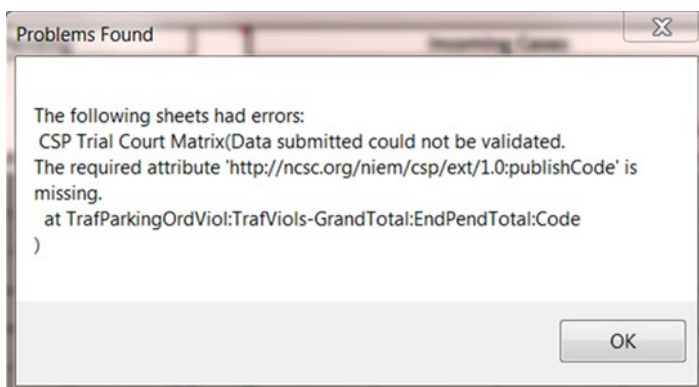 Problems Found
Incoming Cases
The following sheets had errors:
CSP Trial Court Matrix(Data submitted could not be validated.
The required attribute 'http://ncsc.org/niem/csp/ext/1.0:publishCode' is
missing.
at TrafParkingOrdViol:TrafViols-GrandTotal:EndPendTotal:Code
)
OK